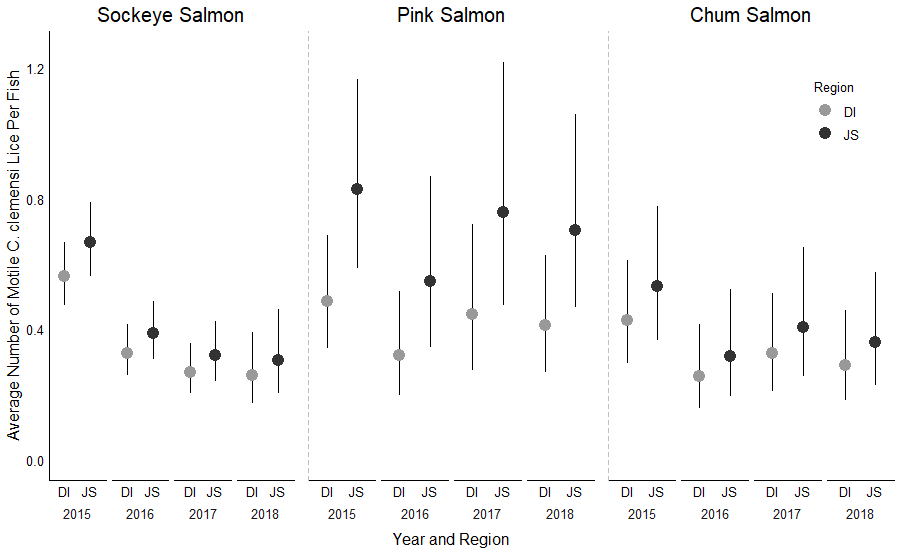 Sockeye Salmon Pink Salmon Chum Salmon
Average Number of Motile C. clemensi Lice Per Fish
1.2
0.8
0.4
0.0
Region
DI
JS
DI JS DI JS DI JS DI JS DI JS DI JS DI JS DI JS DI JS DI JS DI JS DI JS
2015 2016 2017 2018 2015 2016 2017 2018 2015 2016 2017 2018
Year and Region